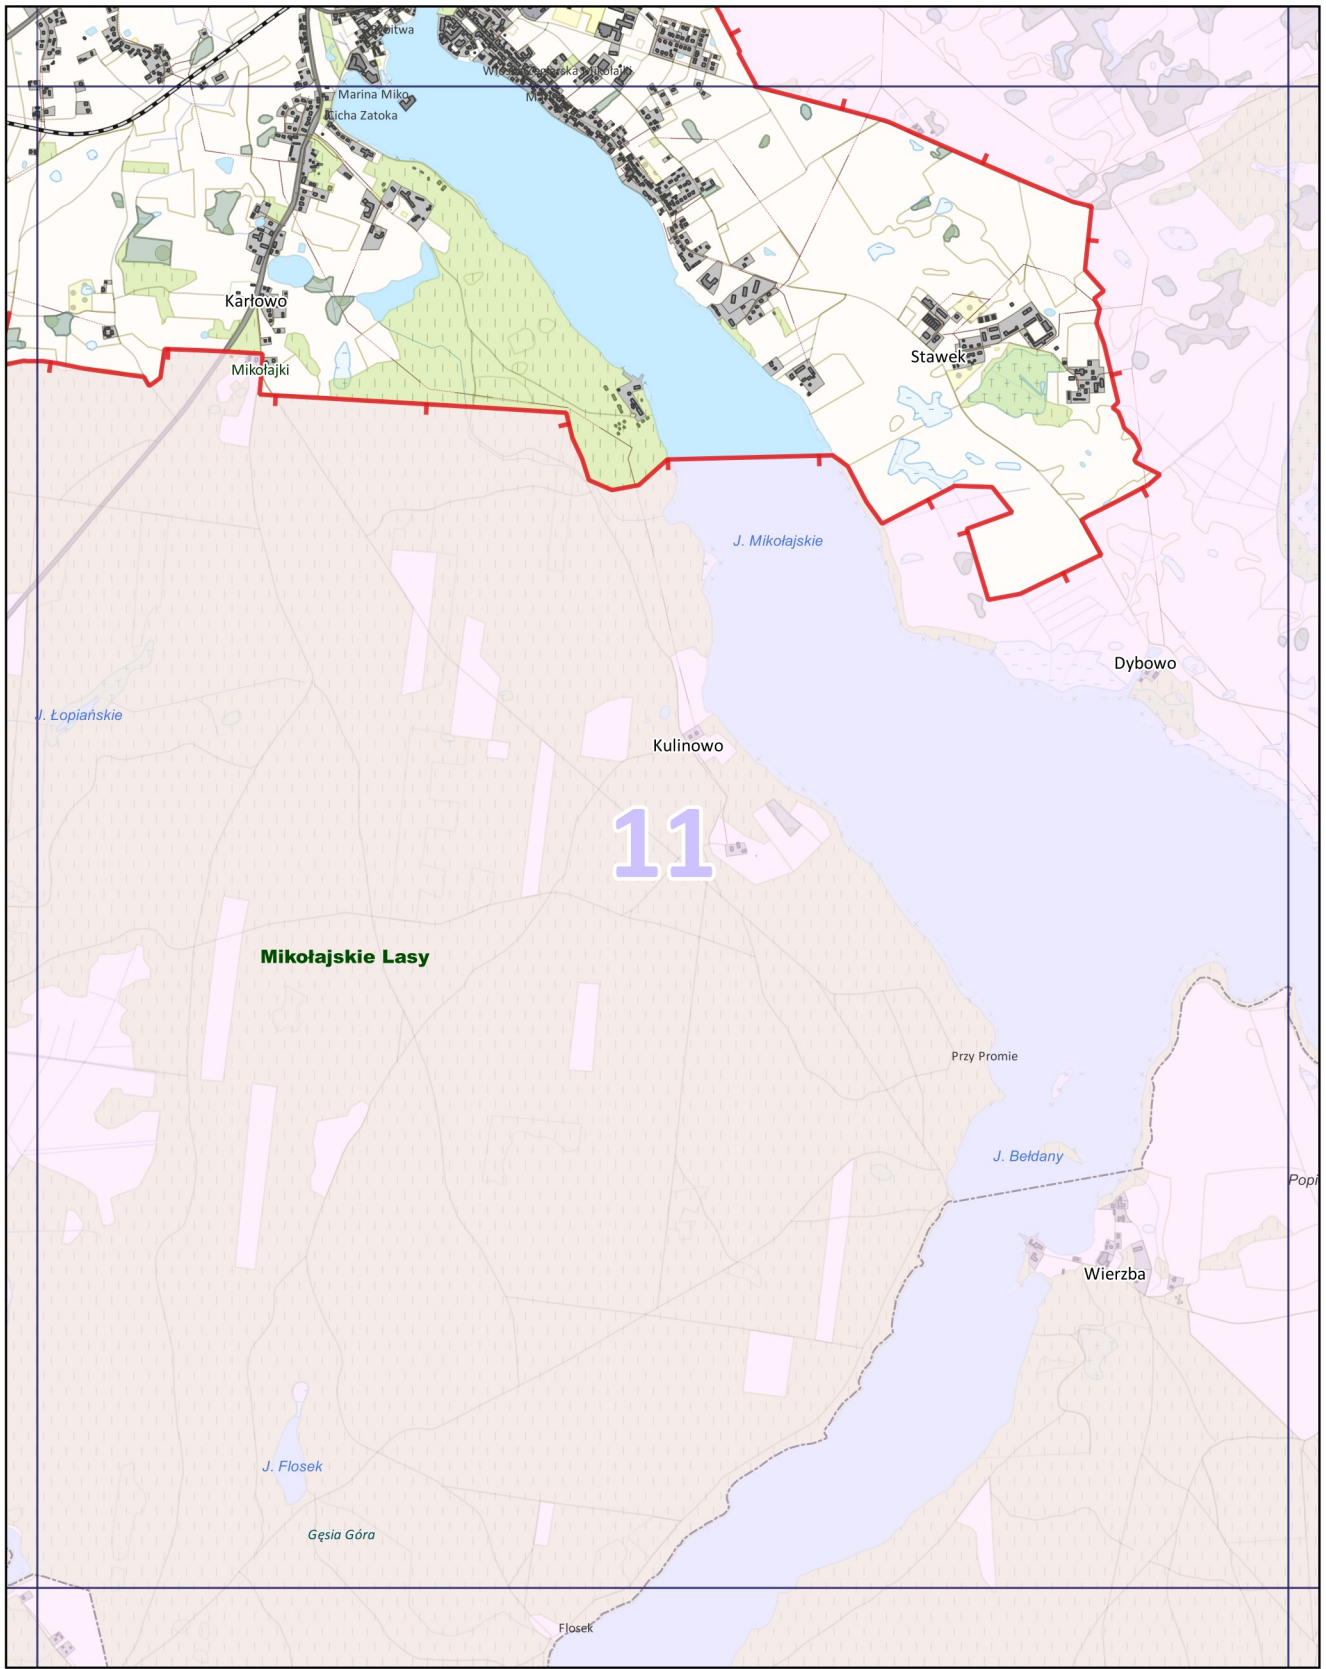 Marina Miko
Cicha Zatoka
Karłowo
Stawek
Mikołajki
J. Mikołajskie
Dybowo
J. Łopiańskie
Kulinowo
11
Mikołajskie Lasy
Przy Promie
J. Bełdany
Popi
Wierzba
J. Flosek
Gęsia Góra
Flosek